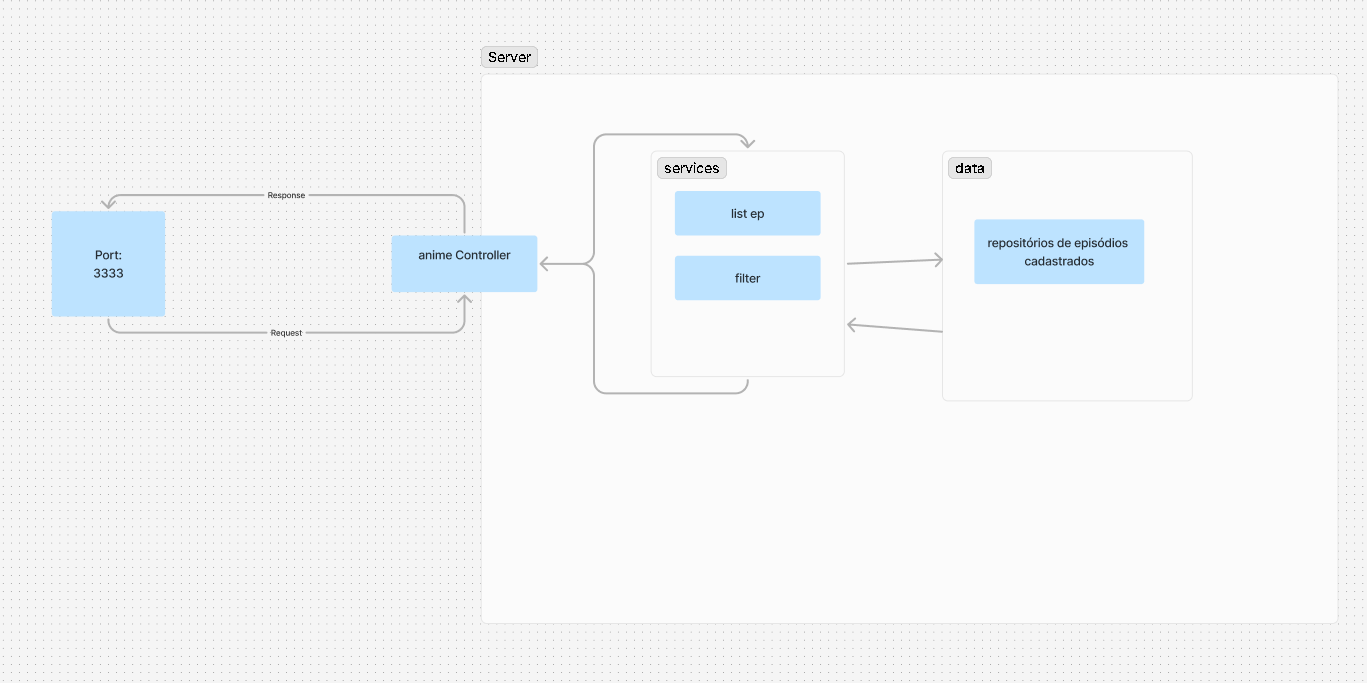 Server
services
data
list ep
Response
Port:
3333
anime Controller
repositórios de episódios
cadastrados
filter
Request